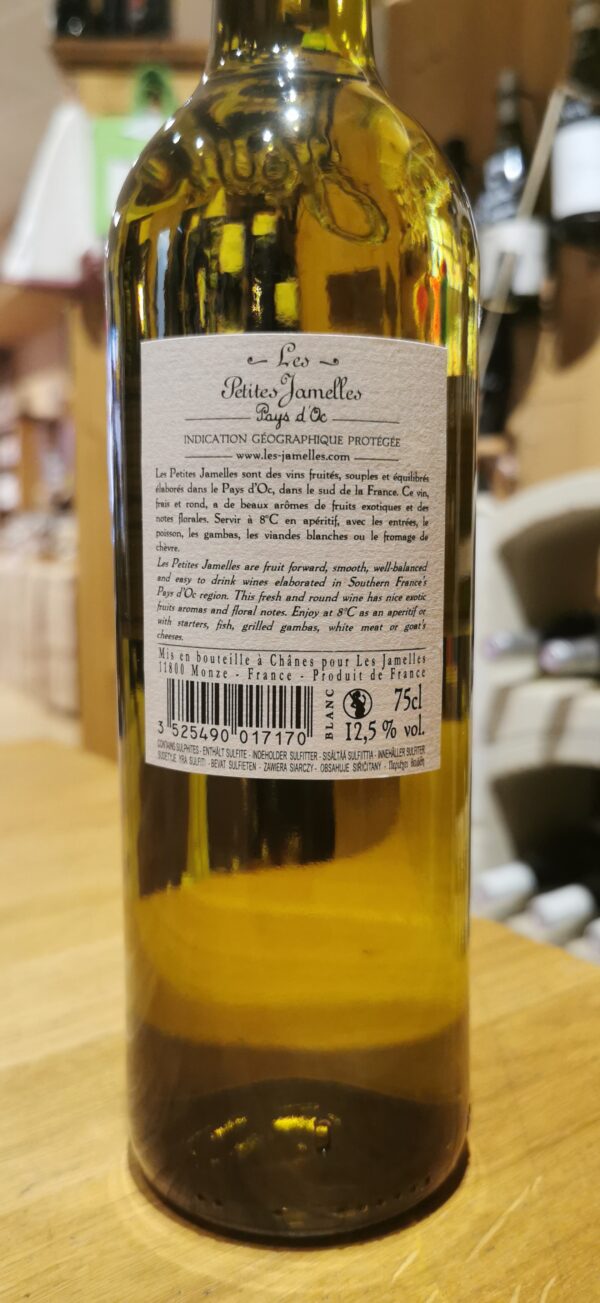 Les
Petites Jamelles
Pays d'Oc
INDICATION GÉOGRAPHIQUE PROTÉGÉE
www.les-jamelles.com
Les Petites Jamelles sont des vins fruités, souples et équilibrés
élaborés dans le Pays d'Oc, dans le sud de la France. Ce vin,
frais et rond, a de beaux arômes de fruits exotiques et des
notes florales. Servir à 8°C en apéritif, avec les entrées, le
poisson, les gambas, les viandes blanches ou le fromage de
chèvre.
Les Petites Jamelles are fruit forward, smooth, well-balanced
and easy to drink wines elaborated in Southern France's
Pays d'Oc region. This fresh and round wine has nice exotic
fruits aromas and floral notes. Enjoy at 8°C as an aperitif or
with starters, fish, grilled gambas, white meat or goat's
cheeses.
Mis en bouteille à Chânes pour Les Jamelles
11800 Monze - France - Produit de France
BLANC
75cl
12,5 % vol.
3 525490 017170
CONTAINS SULPHITES - ENTHÄLT SULFITE - INDEHOLDER SULFITTER - SISÄLTÄÄ SULFIITTIA - INNEHÅLLER SULFITER
SUDETYJE YRA SULFITI - BEVAT SULFIETEN - ZAWIERA SIARCZY - OBSAHUJE SIŘIČITANY -